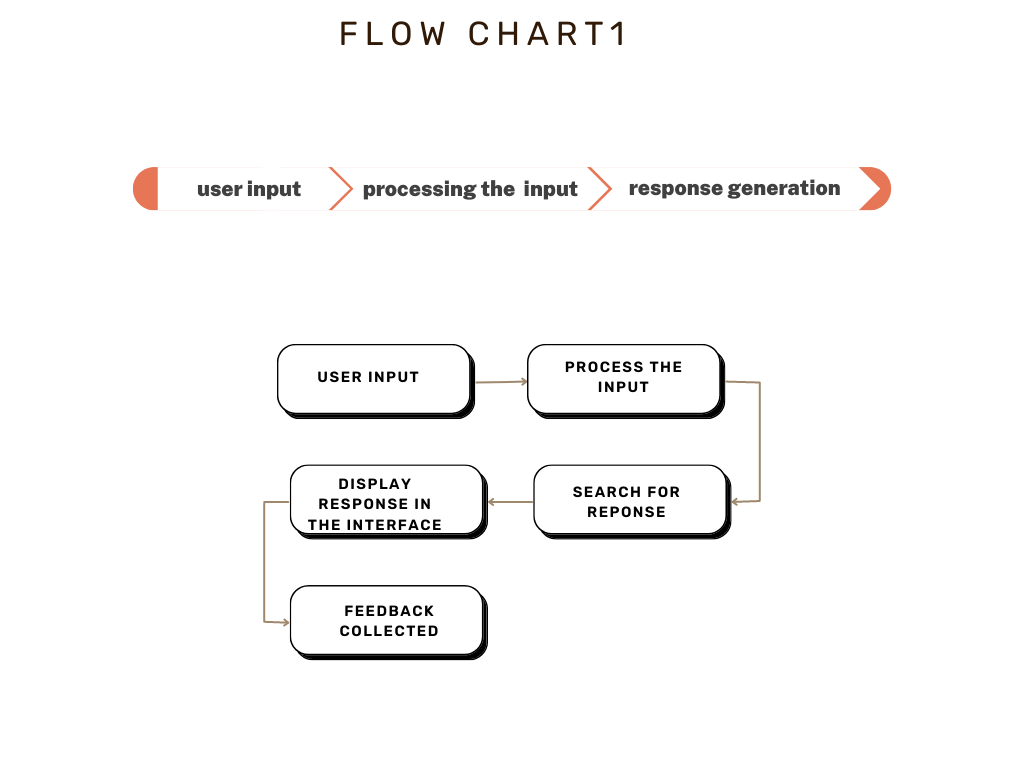 FLOW CHART1
user input
processing the input
response generation
USER INPUT
PROCESS THE
INPUT
SEARCH FOR
REPONSE
DISPLAY
RESPONSE IN
THE INTERFACE
FEEDBACK
COLLECTED